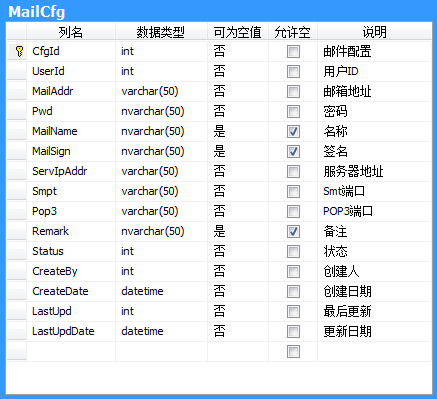 MailCfg
列名 数据类型 可为空值 允许空 说明
CfgId int 否 邮件配置
UserId int 否 用户ID
MailAddr varchar(50) 否 邮箱地址
Pwd nvarchar(50) 否 密码
MailName nvarchar(50) 是 名称
MailSign nvarchar(50) 是 签名
ServIpAddr varchar(50) 否 服务器地址
Smpt varchar(50) 否 Smt端口
Pop3 varchar(50) 否 POP3端口
Remark nvarchar(50) 是 备注
Status int 否 状态
CreateBy int 否 创建人
CreateDate datetime 否 创建日期
LastUpd int 否 最后更新
LastUpdDate datetime 否 更新日期